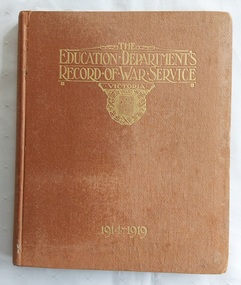 THE
EDUCATION·DEPARTMENT'S
RECORD·OF·WAR·SERVICE
VICTORIA
1914-1919